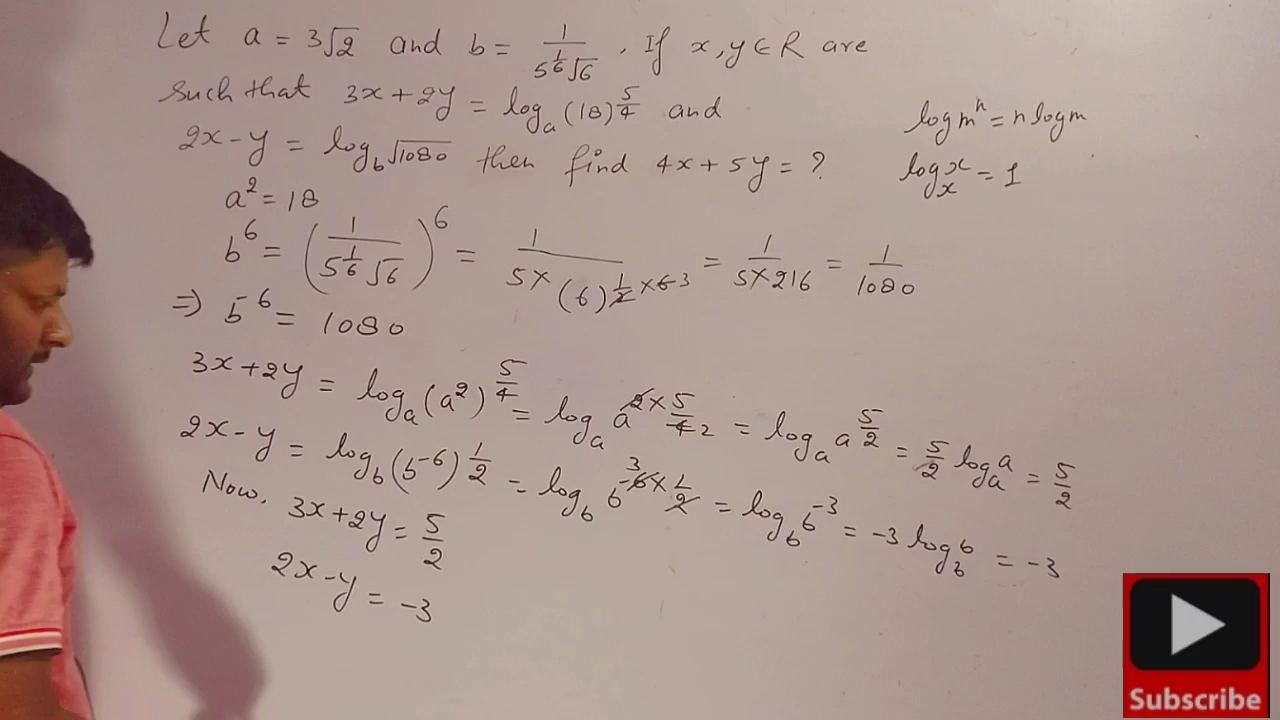 Let a = 3√2 and b = 1/(5^(1/6)√6). If x, y ∈ R are
such that 3x + 2y = log_a (18)^(5/4) and
2x - y = log_b √1080 then find 4x + 5y = ?
log m^n = n log m
log_x x = 1
a^2 = 18
b^6 = (1/(5^(1/6)√6))^6 = 1/(5×(6)^(1/2×6 3)) = 1/(5×216) = 1/1080
⇒ b^-6 = 1080
3x + 2y = log_a (a^2)^(5/4) = log_a a^(2×5/4 2) = log_a a^(5/2) = 5/2 log_a a = 5/2
2x - y = log_b (b^-6)^(1/2) = log_b b^(-6 3×1/2) = log_b b^-3 = -3 log_b b = -3
Now, 3x + 2y = 5/2
2x - y = -3
Subscribe